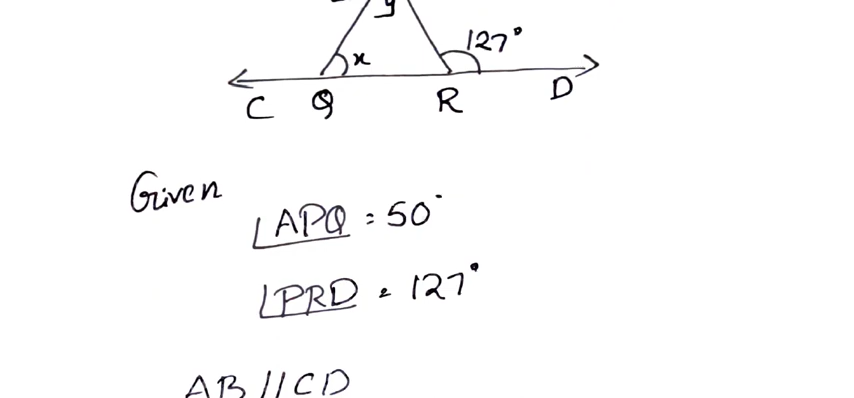 y
x 127°
C Q R D
Given
∠APQ = 50°
∠PRD = 127°
AB//CD